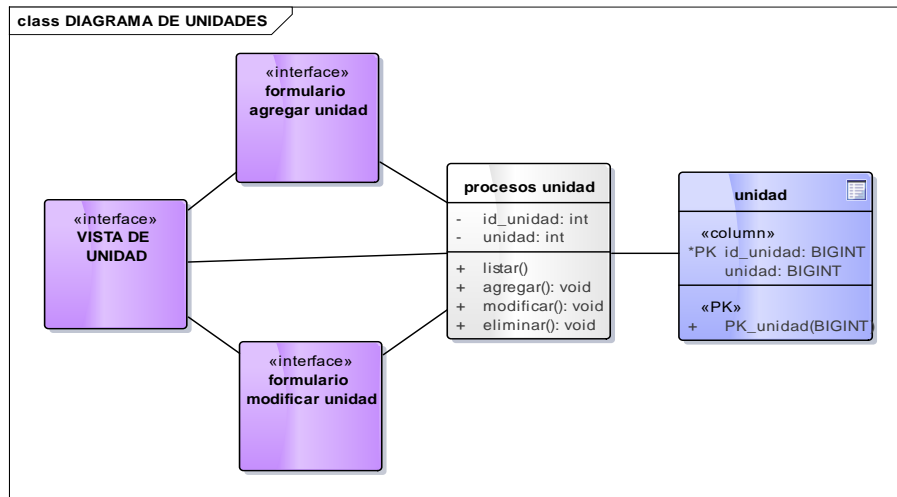 class DIAGRAMA DE UNIDADES
«interface»
formulario
agregar unidad
«interface»
VISTA DE
UNIDAD
«interface»
formulario
modificar unidad
procesos unidad
- id_unidad: int
- unidad: int
+ listar()
+ agregar(): void
+ modificar(): void
+ eliminar(): void
unidad
«column»
*PK id_unidad: BIGINT
unidad: BIGINT
«PK»
+ PK_unidad(BIGINT)